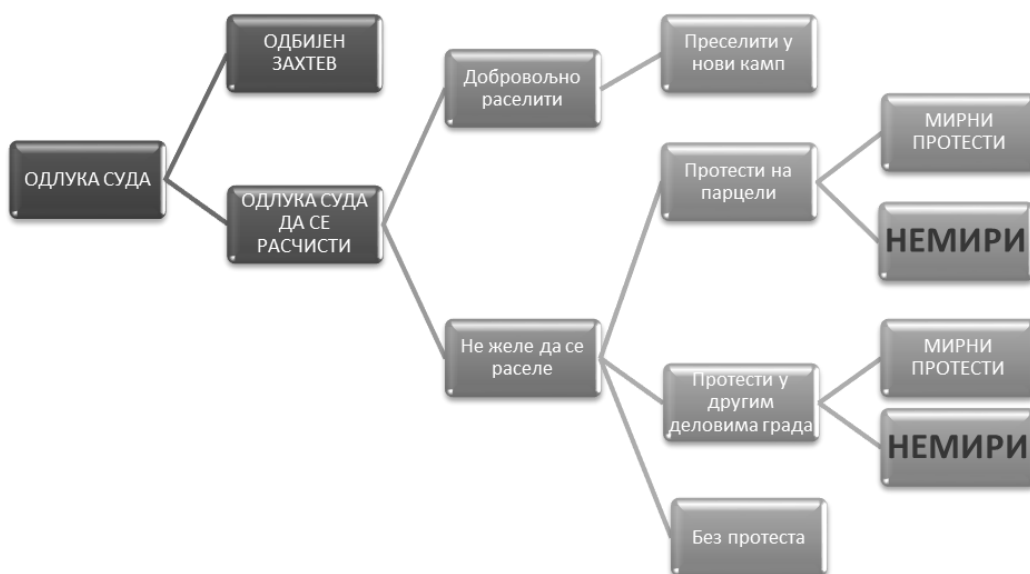 ОДЛУКА СУДА
ОДБИЈЕН
ЗАХТЕВ
ОДЛУКА СУДА
ДА СЕ
РАСЧИСТИ
Добровољно
раселити
Не желе да се
раселе
Преселити у
нови камп
Протести на
парцели
Протести у
другим
деловима града
Без протеста
МИРНИ
ПРОТЕСТИ
НЕМИРИ
МИРНИ
ПРОТЕСТИ
НЕМИРИ